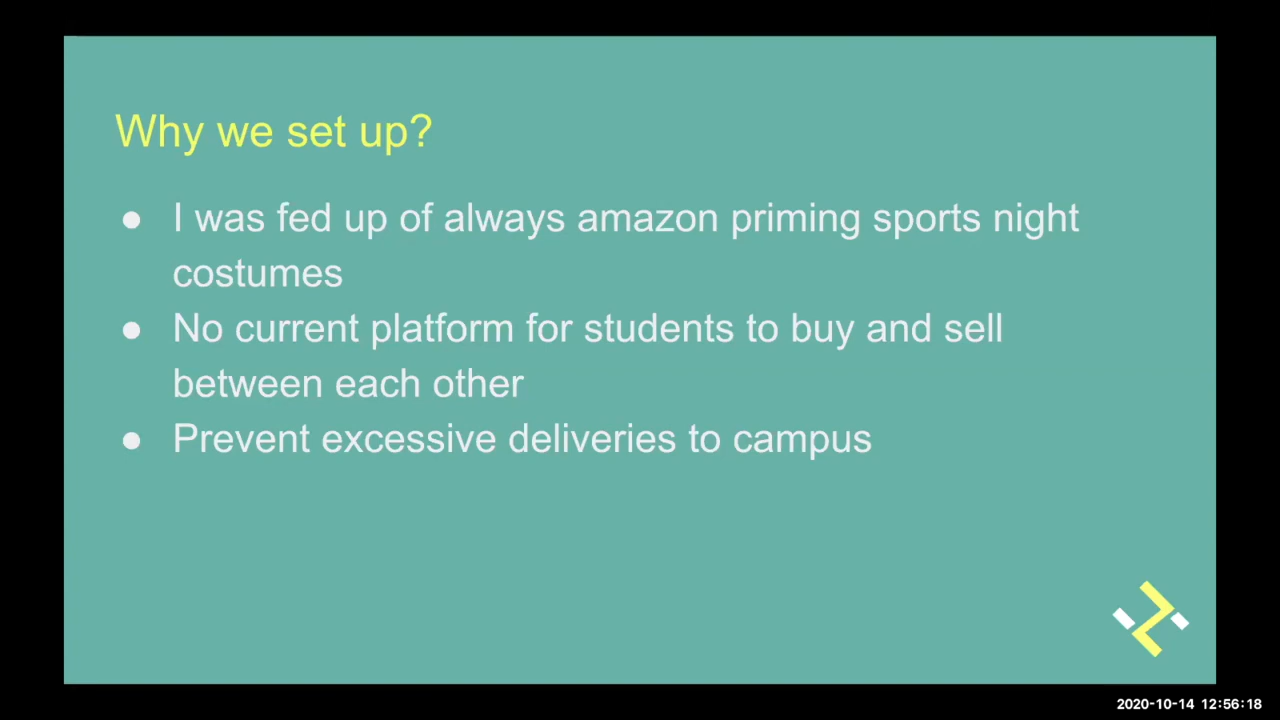 Why we set up?
● I was fed up of always amazon priming sports night
costumes
● No current platform for students to buy and sell
between each other
● Prevent excessive deliveries to campus
2020-10-14 12:56:18